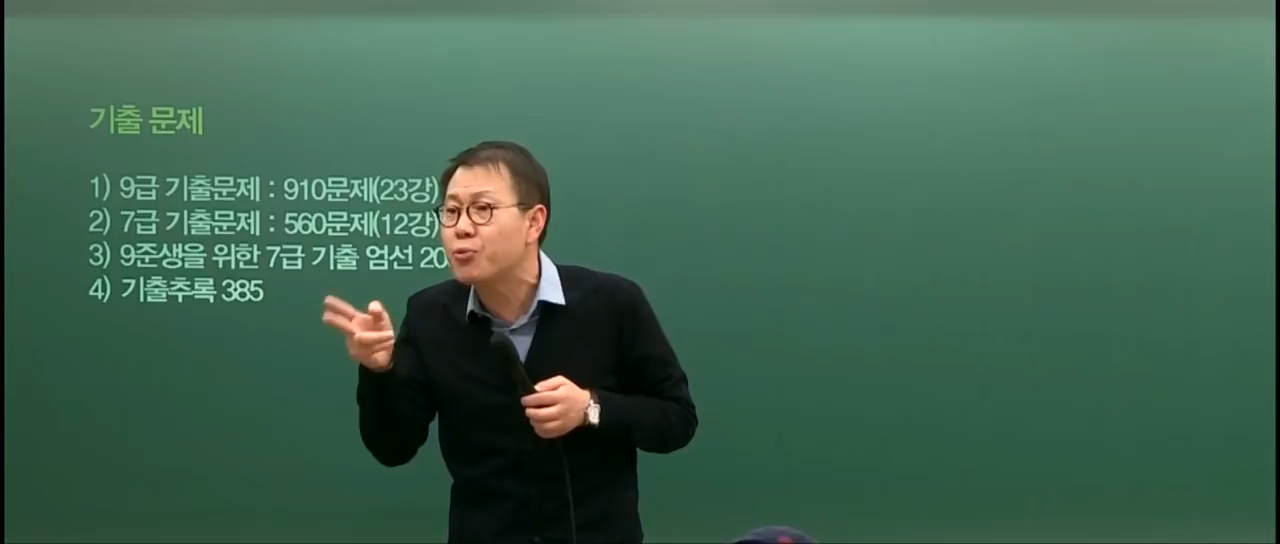 기출 문제
1) 9급 기출문제 : 910문제(23강)
2) 7급 기출문제 : 560문제(12강)
3) 9준생을 위한 7급 기출 엄선
4) 기출추록 385